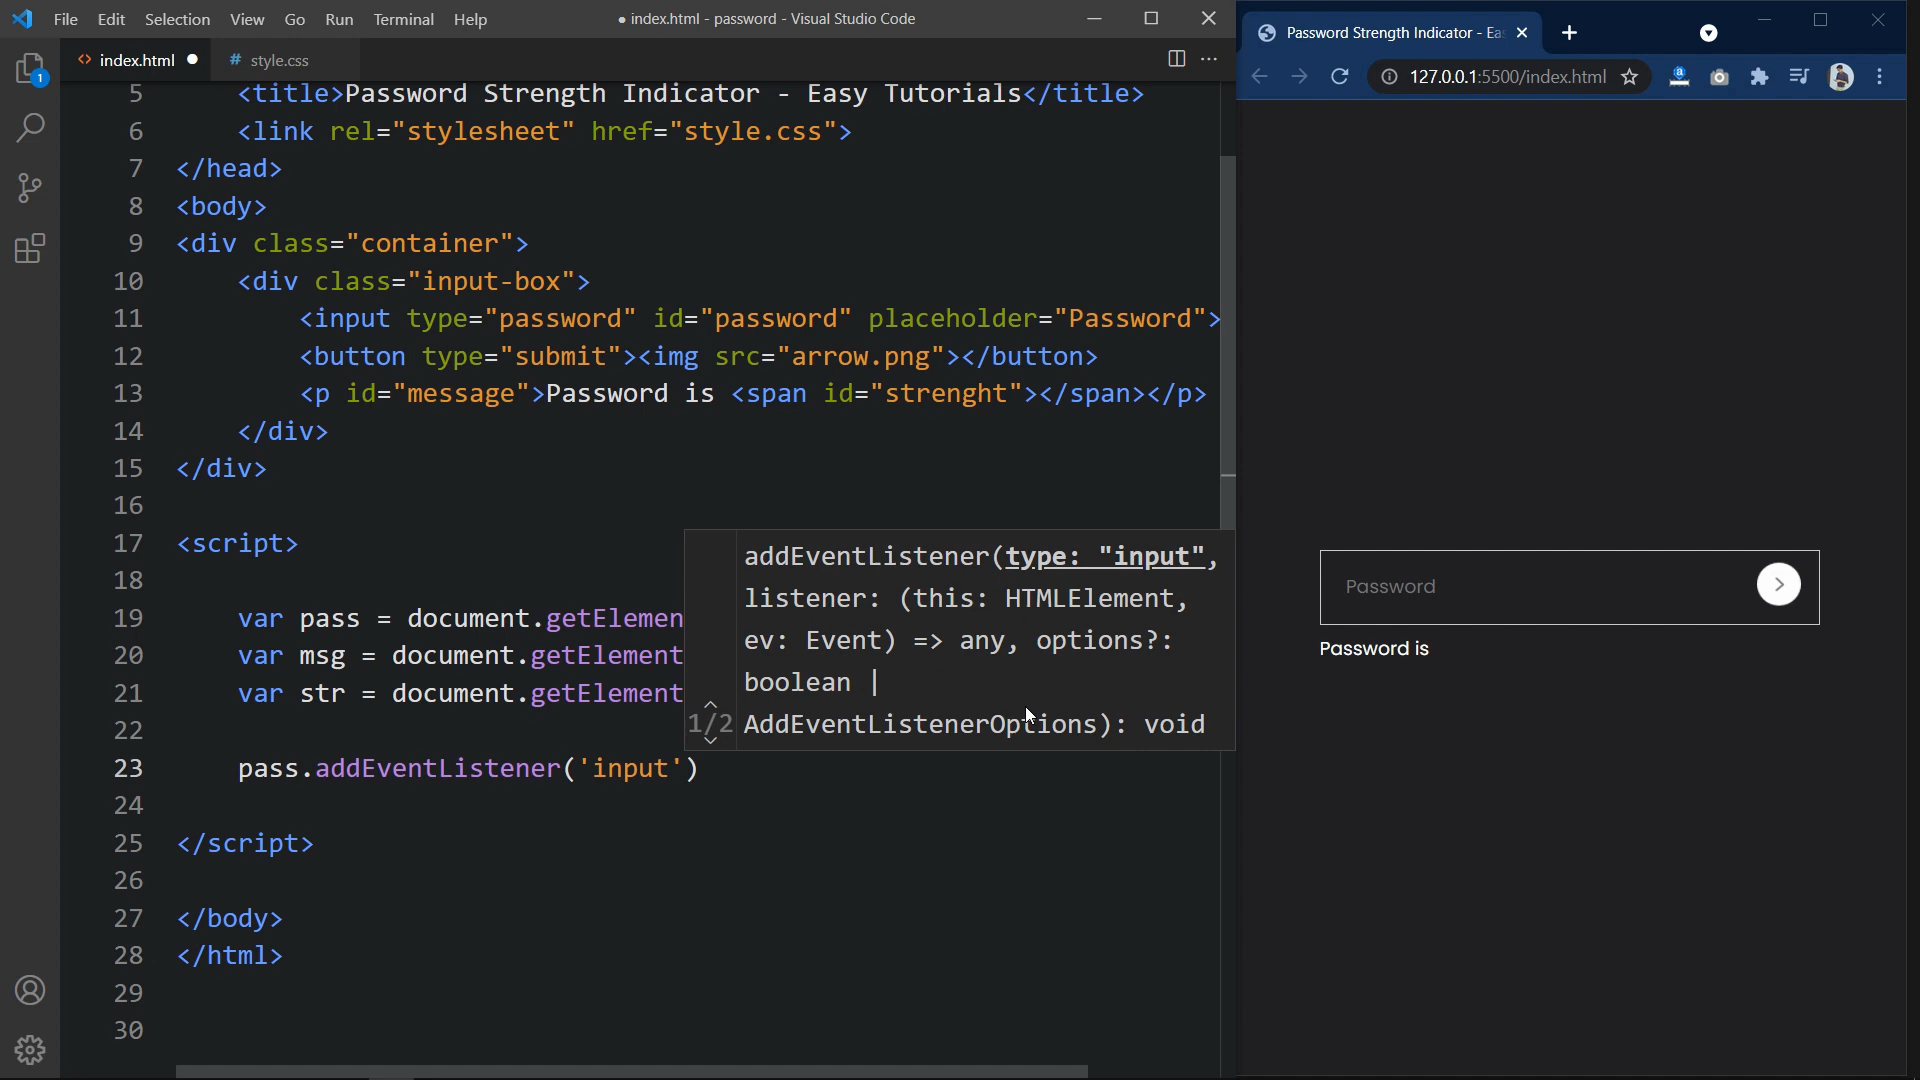 File Edit Selection View Go Run Terminal Help
● index.html - password - Visual Studio Code
index.html ●
# style.css
5 <title>Password Strength Indicator - Easy Tutorials</title>
6 <link rel="stylesheet" href="style.css">
7 </head>
8 <body>
9 <div class="container">
10 <div class="input-box">
11 <input type="password" id="password" placeholder="Password">
12 <button type="submit"><img src="arrow.png"></button>
13 <p id="message">Password is <span id="strenght"></span></p>
14 </div>
15 </div>
16
17 <script>
18
19 var pass = document.getElemen
20 var msg = document.getElement
21 var str = document.getElement
22
23 pass.addEventListener('input')
24
25 </script>
26
27 </body>
28 </html>
29
30
addEventListener(type: "input",
listener: (this: HTMLElement,
ev: Event) => any, options?:
boolean |
1/2 AddEventListenerOptions): void
1
Password Strength Indicator - Eas
127.0.0.1:5500/index.html
Password
Password is